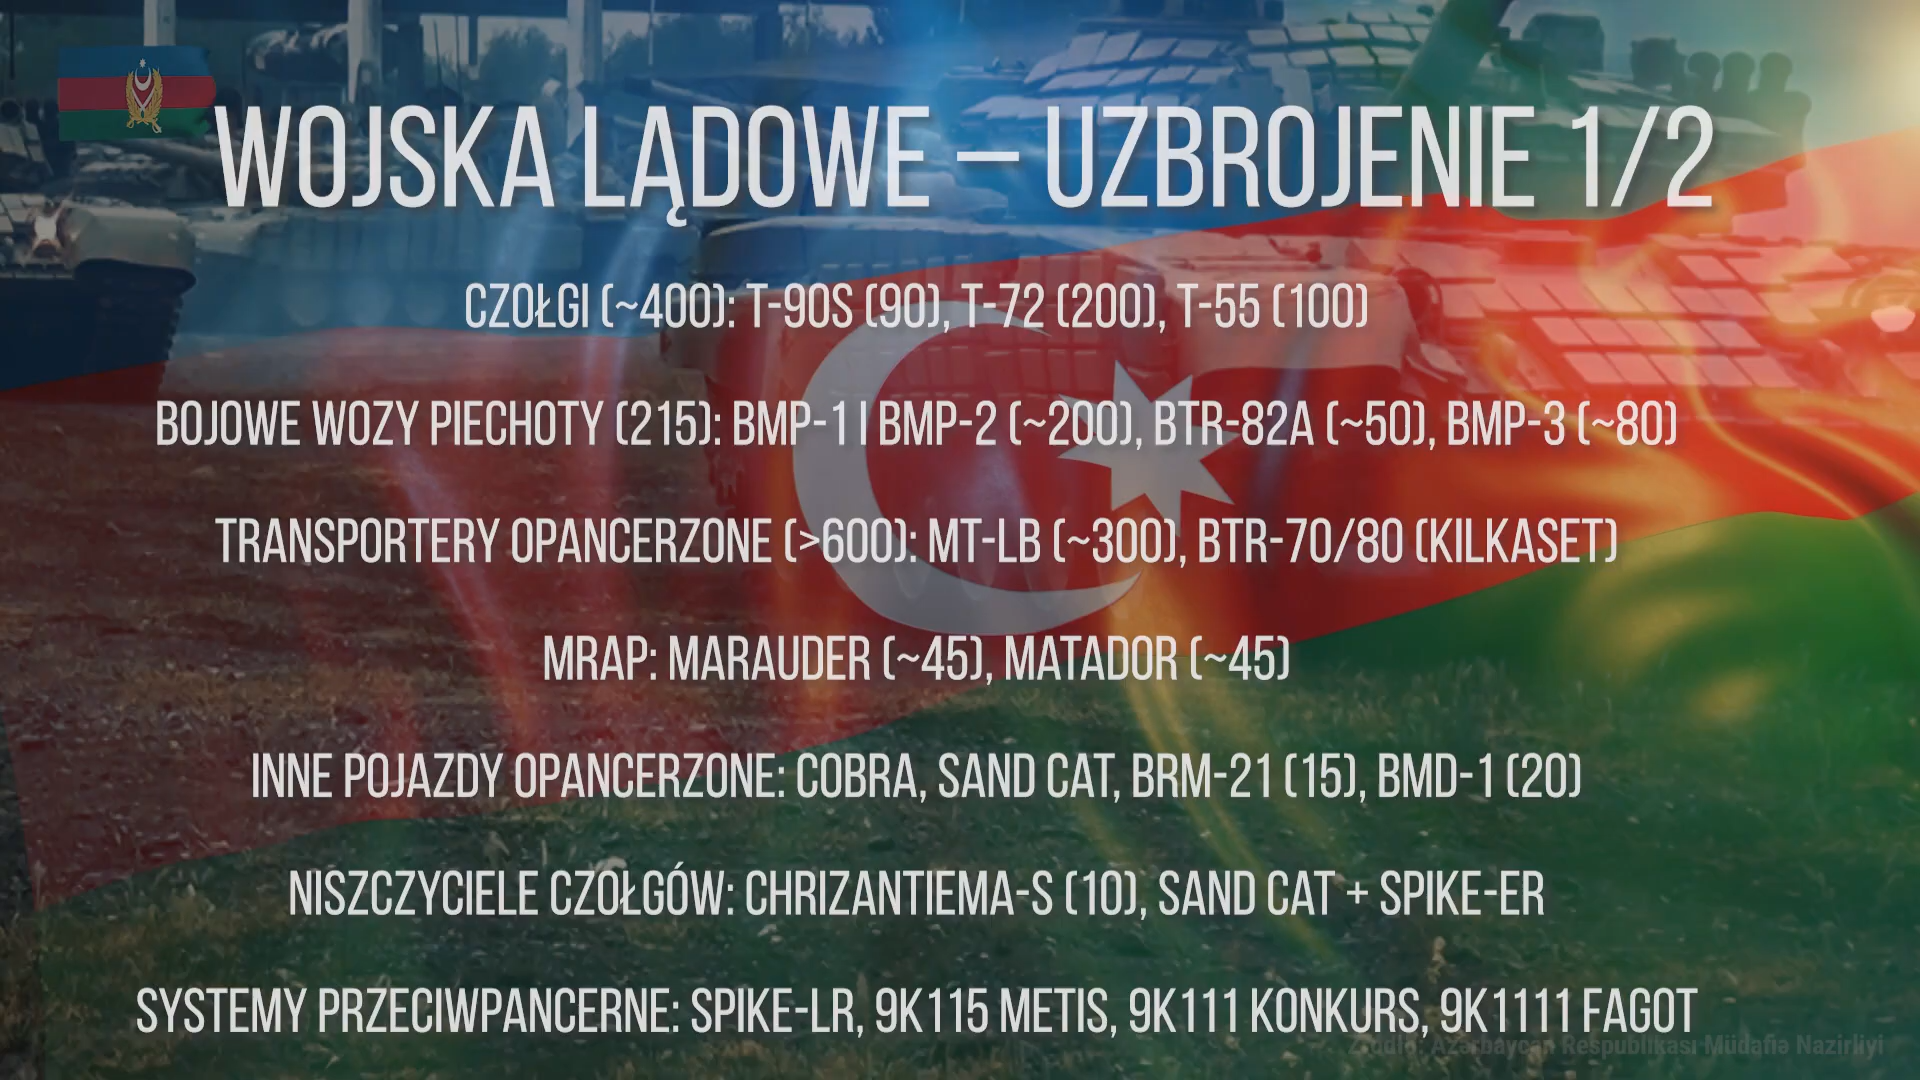 WOJSKA LĄDOWE – UZBROJENIE 1/2
CZOŁGI (~400): T-90S (90), T-72 (200), T-55 (100)
BOJOWE WOZY PIECHOTY (215): BMP-1 I BMP-2 (~200), BTR-82A (~50), BMP-3 (~80)
TRANSPORTERY OPANCERZONE (>600): MT-LB (~300), BTR-70/80 (KILKASET)
MRAP: MARAUDER (~45), MATADOR (~45)
INNE POJAZDY OPANCERZONE: COBRA, SAND CAT, BRM-21 (15), BMD-1 (20)
NISZCZYCIELE CZOŁGÓW: CHRIZANTIEMA-S (10), SAND CAT + SPIKE-ER
SYSTEMY PRZECIWPANCERNE: SPIKE-LR, 9K115 METIS, 9K111 KONKURS, 9K1111 FAGOT
Źródło: Azərbaycan Respublikası Müdafiə Nazirliyi